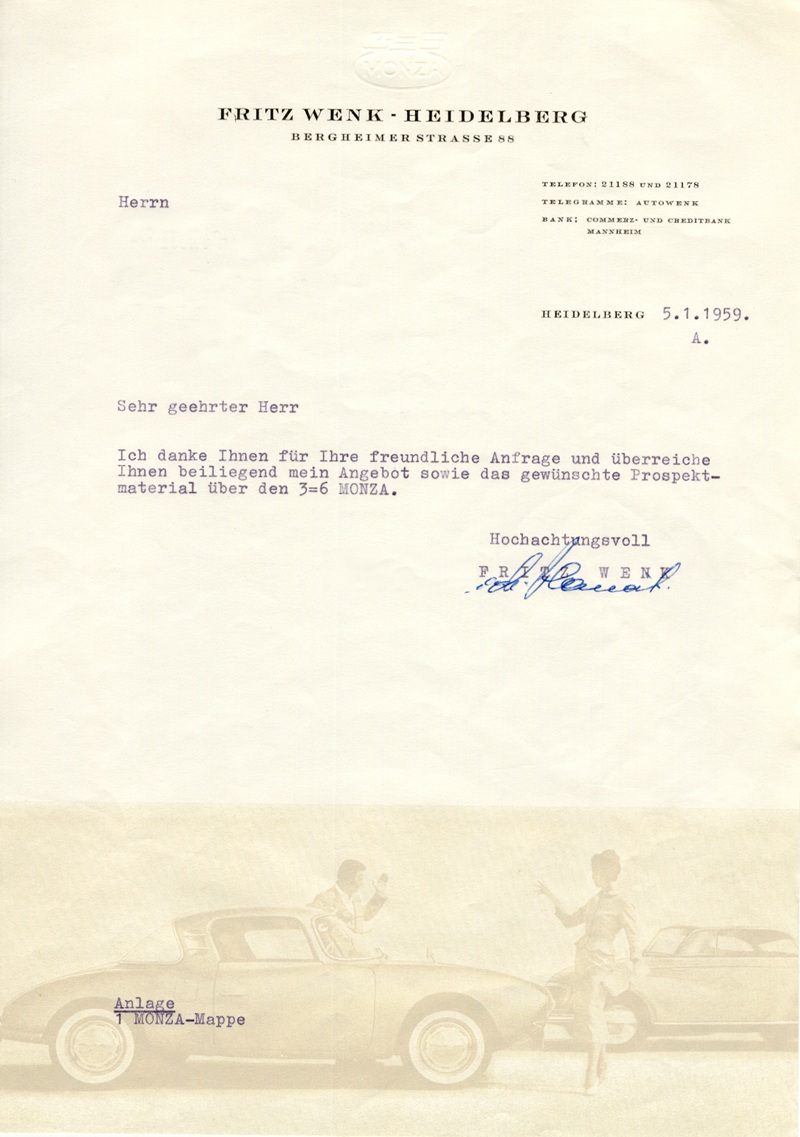 MONZA
FRITZ WENK - HEIDELBERG
BERGHEIMER STRASSE 88
TELEFON: 21188 UND 21178
TELEGRAMME: AUTOWENK
BANK: COMMERZ- UND CREDITBANK
MANNHEIM
Herrn
HEIDELBERG 5.1.1959.
A.
Sehr geehrter Herr
Ich danke Ihnen für Ihre freundliche Anfrage und überreiche
Ihnen beiliegend mein Angebot sowie das gewünschte Prospekt-
material über den 3=6 MONZA.
Hochachtungsvoll
FRITZ WENK
Anlage
1 MONZA-Mappe